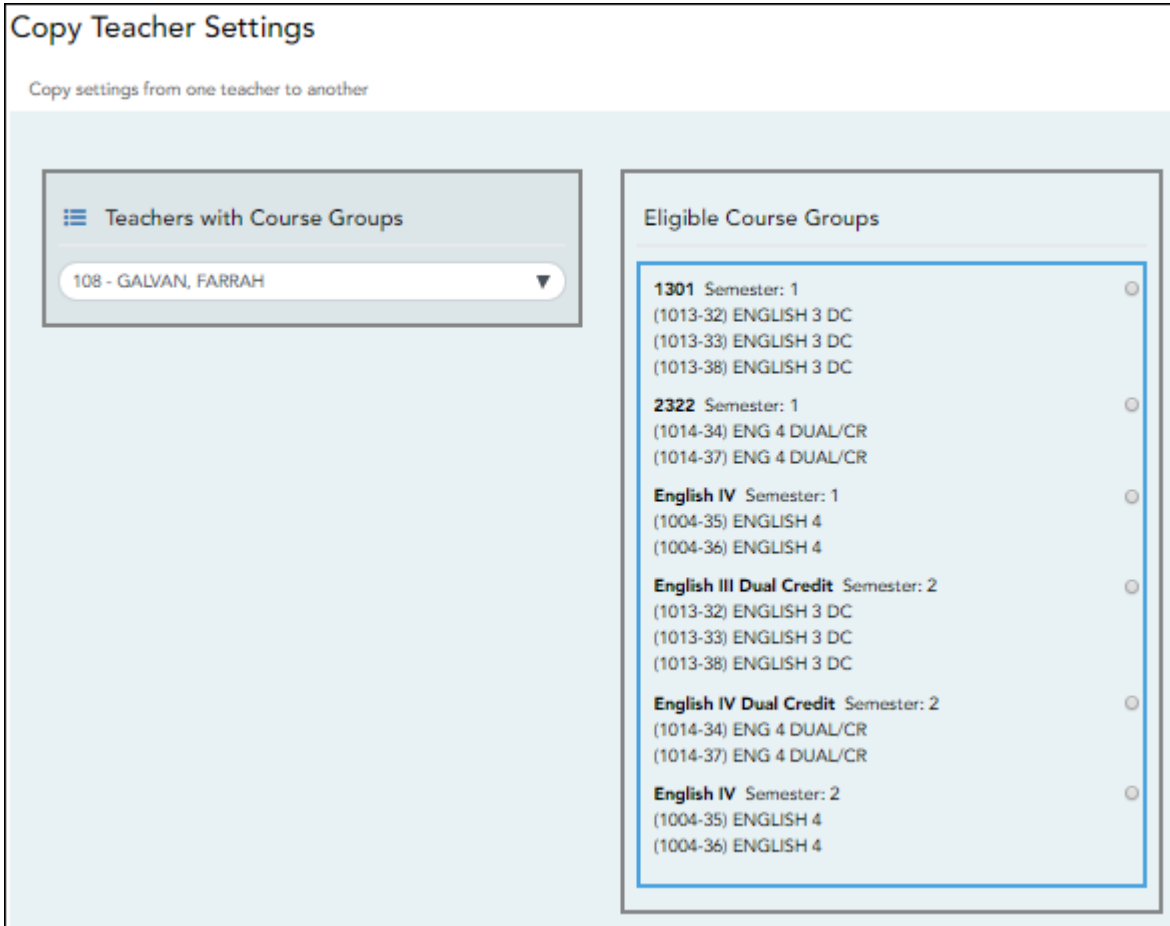 Copy Teacher Settings
Copy settings from one teacher to another
Teachers with Course Groups
108 - GALVAN, FARRAH
Eligible Course Groups
1301 Semester: 1
(1013-32) ENGLISH 3 DC
(1013-33) ENGLISH 3 DC
(1013-38) ENGLISH 3 DC
2322 Semester: 1
(1014-34) ENG 4 DUAL/CR
(1014-37) ENG 4 DUAL/CR
English IV Semester: 1
(1004-35) ENGLISH 4
(1004-36) ENGLISH 4
English III Dual Credit Semester: 2
(1013-32) ENGLISH 3 DC
(1013-33) ENGLISH 3 DC
(1013-38) ENGLISH 3 DC
English IV Dual Credit Semester: 2
(1014-34) ENG 4 DUAL/CR
(1014-37) ENG 4 DUAL/CR
English IV Semester: 2
(1004-35) ENGLISH 4
(1004-36) ENGLISH 4